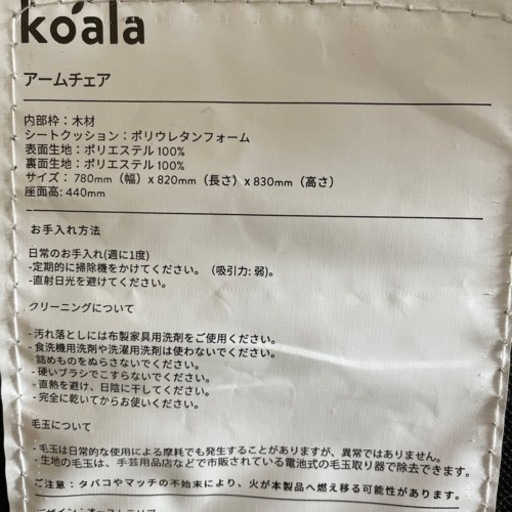 koala
アームチェア
内部枠：木材
シートクッション：ポリウレタンフォーム
表面生地：ポリエステル 100%
裏面生地：ポリエステル 100%
サイズ： 780mm（幅）x 820mm（長さ）x 830mm（高さ）
座面高: 440mm
お手入れ方法
日常のお手入れ(週に1度)
-定期的に掃除機をかけてください。（吸引力: 弱)。
-直射日光を避けてください。
クリーニングについて
- 汚れ落としには布製家具用洗剤をご使用ください。
- 食洗機用洗剤や洗濯用洗剤は使わないでください。
- 詰めものをぬらさないでください。
- 硬いブラシでこすらないでください。
- 直熱を避け、日陰に干してください。
- 完全に乾いてからお使いください。
毛玉について
- 毛玉は日常的な使用による摩耗でも発生することがありますが、異常ではありません。
- 生地の毛玉は、手芸用品店などで市販されている電池式の毛玉取り器で除去できます。
ご注意：タバコやマッチの不始末により、火が本製品へ燃え移る可能性があります。
デザイン：オーストラリア